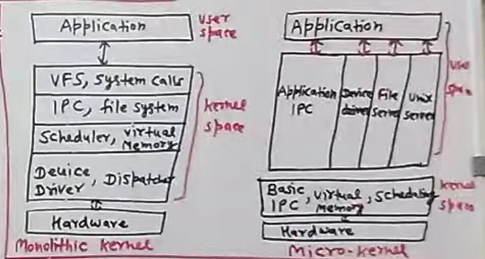 Application
user
space
VFS, System Calls
IPC, file system
Scheduler, virtual
Memory
Device
Driver, Dispatcher
kernel
space
Hardware
Monolithic kernel
Application
Application
IPC
Device
driver
File
Server
Unix
server
user
Basic
IPC, Virtual
Memory, Scheduling
kernel
space
Hardware
Micro-kernel